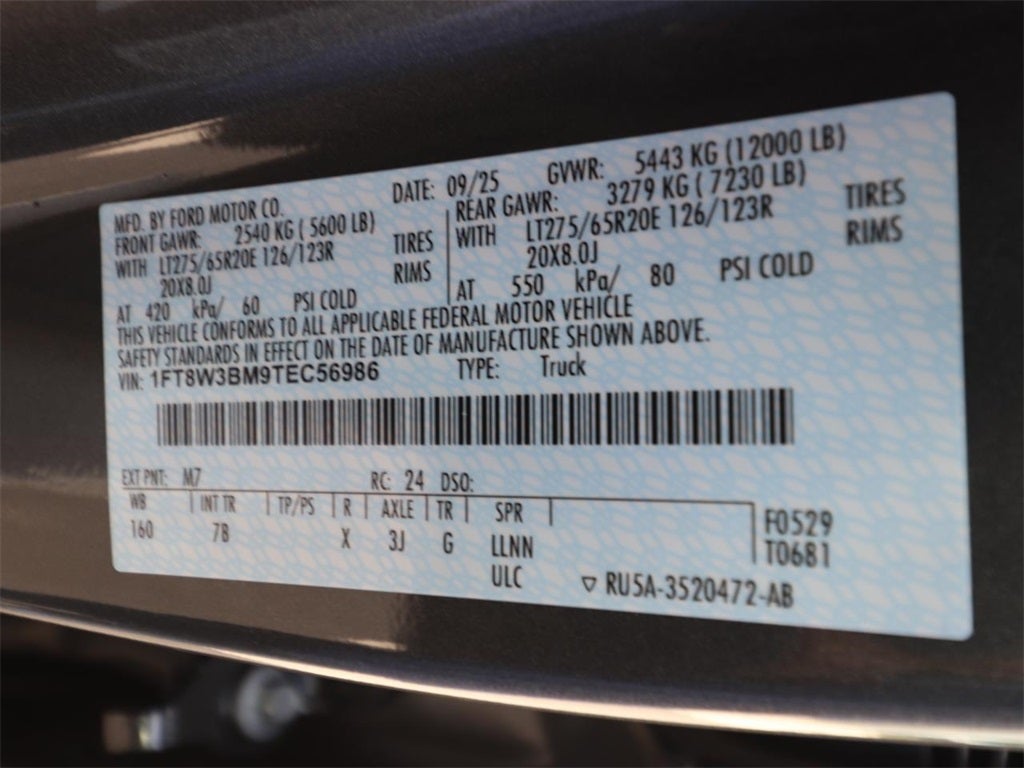 MFD. BY FORD MOTOR CO. DATE: 09/25 GVWR: 5443 KG (12000 LB)
FRONT GAWR: 2540 KG ( 5600 LB) REAR GAWR: 3279 KG ( 7230 LB)
WITH LT275/65R20E 126/123R TIRES WITH LT275/65R20E 126/123R TIRES
20X8.0J RIMS 20X8.0J RIMS
AT 420 kPa/ 60 PSI COLD AT 550 kPa/ 80 PSI COLD
THIS VEHICLE CONFORMS TO ALL APPLICABLE FEDERAL MOTOR VEHICLE
SAFETY STANDARDS IN EFFECT ON THE DATE OF MANUFACTURE SHOWN ABOVE.
VIN: 1FT8W3BM9TEC56986 TYPE: Truck
EXT PNT: M7 RC: 24 DSO:
WB INT TR TP/PS R AXLE TR SPR F0529
160 7B X 3J G LLNN T0681
ULC ▽ RU5A-3520472-AB